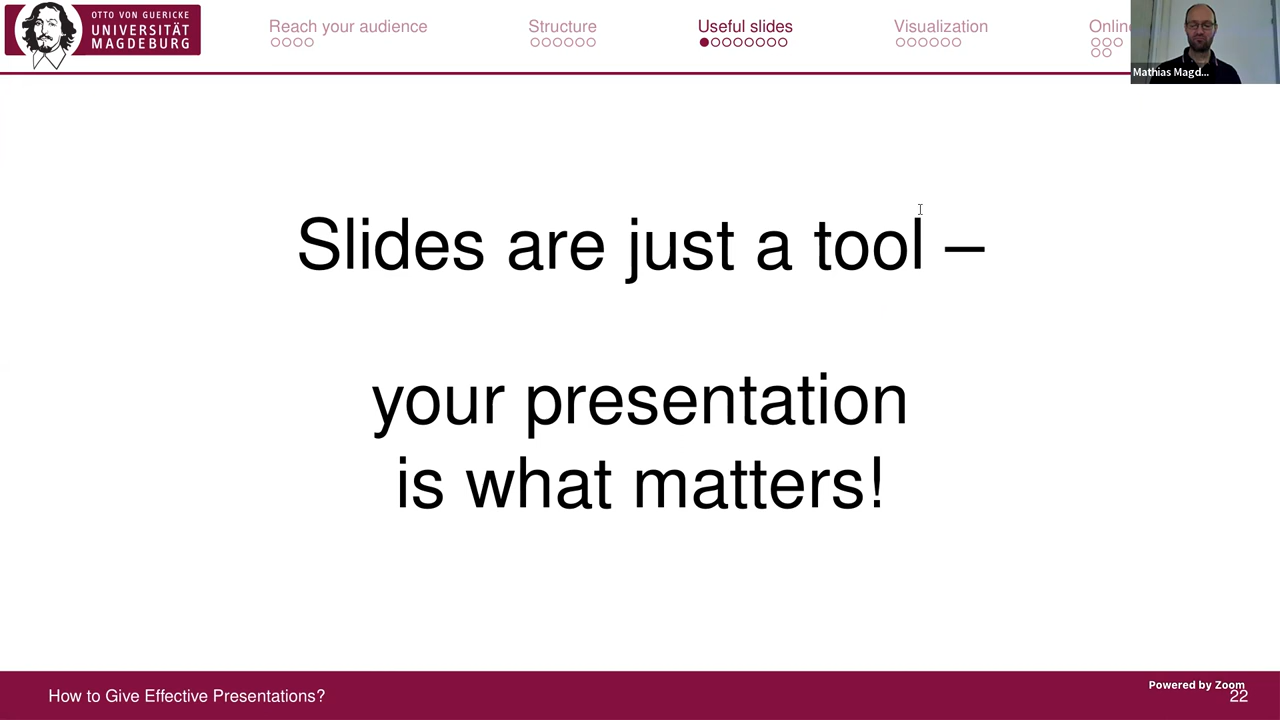 OTTO VON GUERICKE
UNIVERSITÄT
MAGDEBURG
Reach your audience
Structure
Useful slides
Visualization
Onlin
Mathias Magd...
Slides are just a tool –
your presentation
is what matters!
How to Give Effective Presentations?
Powered by Zoom
22